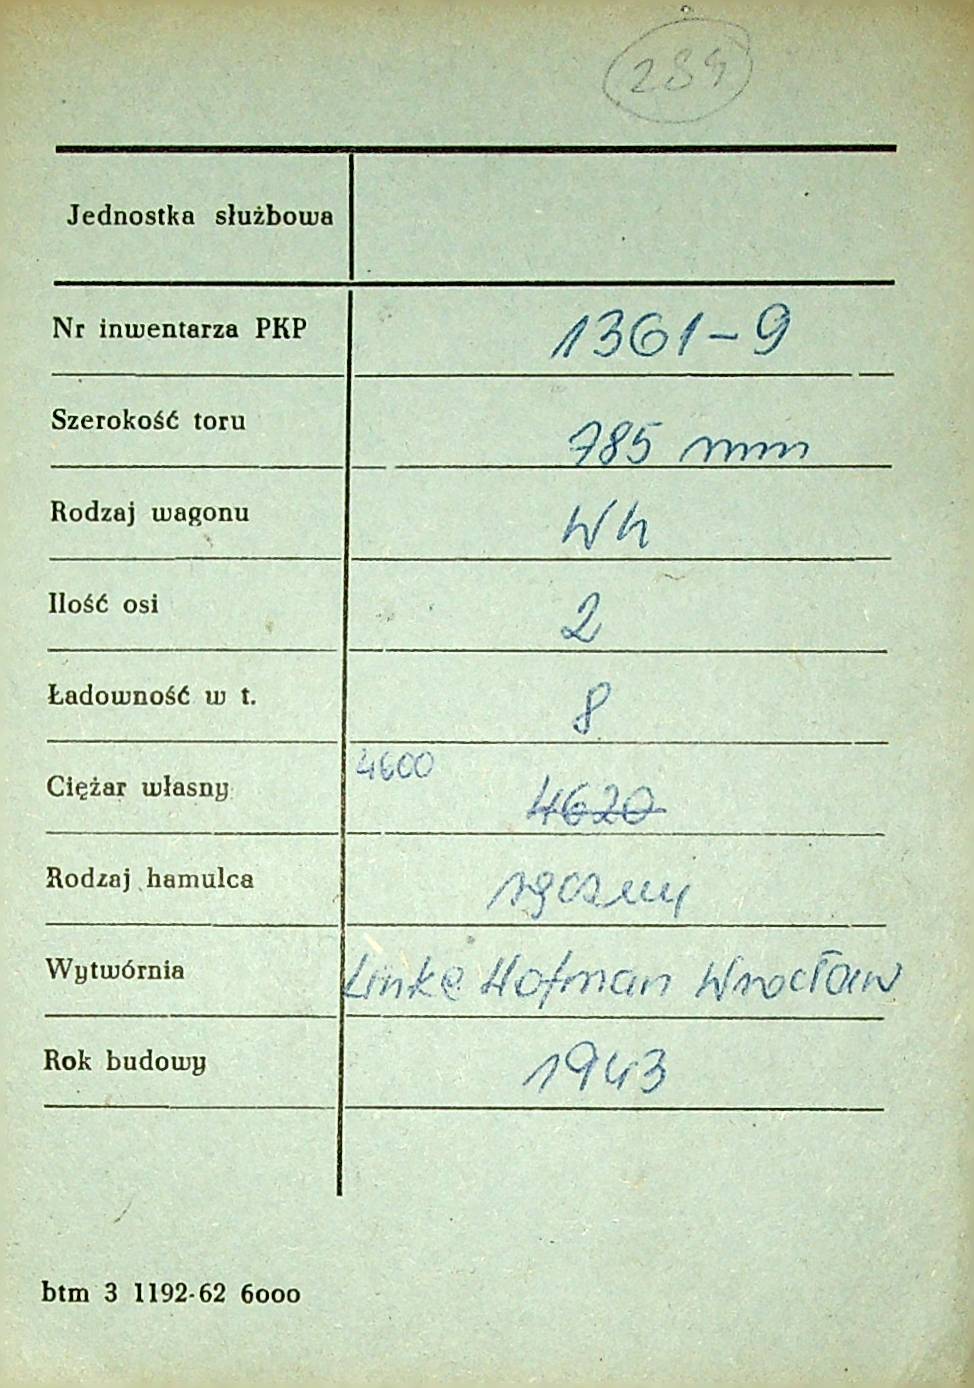 Jednostka służbowa
Nr inwentarza PKP 1361-9
Szerokość toru 785 mm
Rodzaj wagonu Wh
Ilość osi 2
Ładowność w t. 8
Ciężar własny 4600 4620
Rodzaj hamulca ręczny
Wytwórnia Linke Hofman Wrocław
Rok budowy 1943
btm 3 1192-62 6000